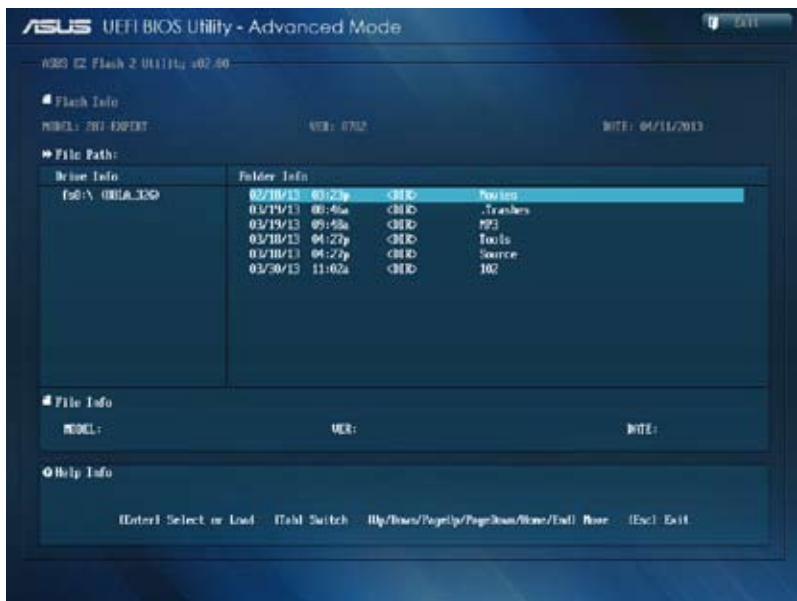 ASUS UEFI BIOS Utility - Advanced Mode
Exit
ASUS EZ Flash 2 Utility v02.00
Flash Info
MODEL: Z87-EXPERT VER: 0702 DATE: 04/11/2013
File Path:
Drive Info Folder Info
fs0:\
02/18/13 03:23p <DIR> Movies
03/19/13 08:46a <DIR> .Trashes
03/19/13 09:48a <DIR> MP3
03/18/13 04:27p <DIR> Tools
03/18/13 04:27p <DIR> Source
03/30/13 11:02a <DIR> 102
File Info
MODEL: VER: DATE:
Help Info
[Enter] Select or Load [Tab] Switch [Up/Down/PageUp/PageDown/Home/End] Move [Esc] Exit